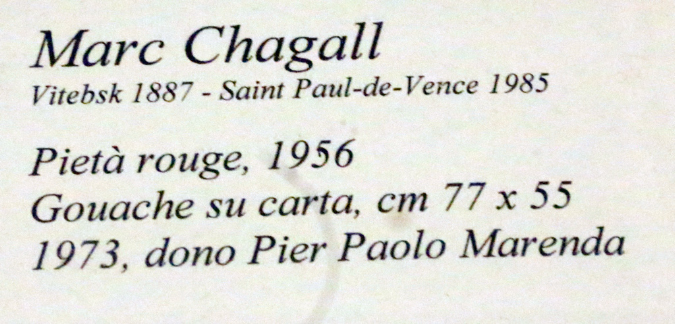 Marc Chagall
Vitebsk 1887 - Saint Paul-de-Vence 1985
Pietà rouge, 1956
Gouache su carta, cm 77 x 55
1973, dono Pier Paolo Marenda